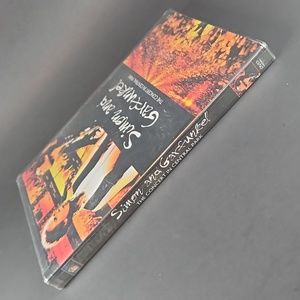 Simon and
Garfunkel
THE CONCERT IN CENTRAL PARK
Simon and Garfunkel
THE CONCERT IN CENTRAL PARK